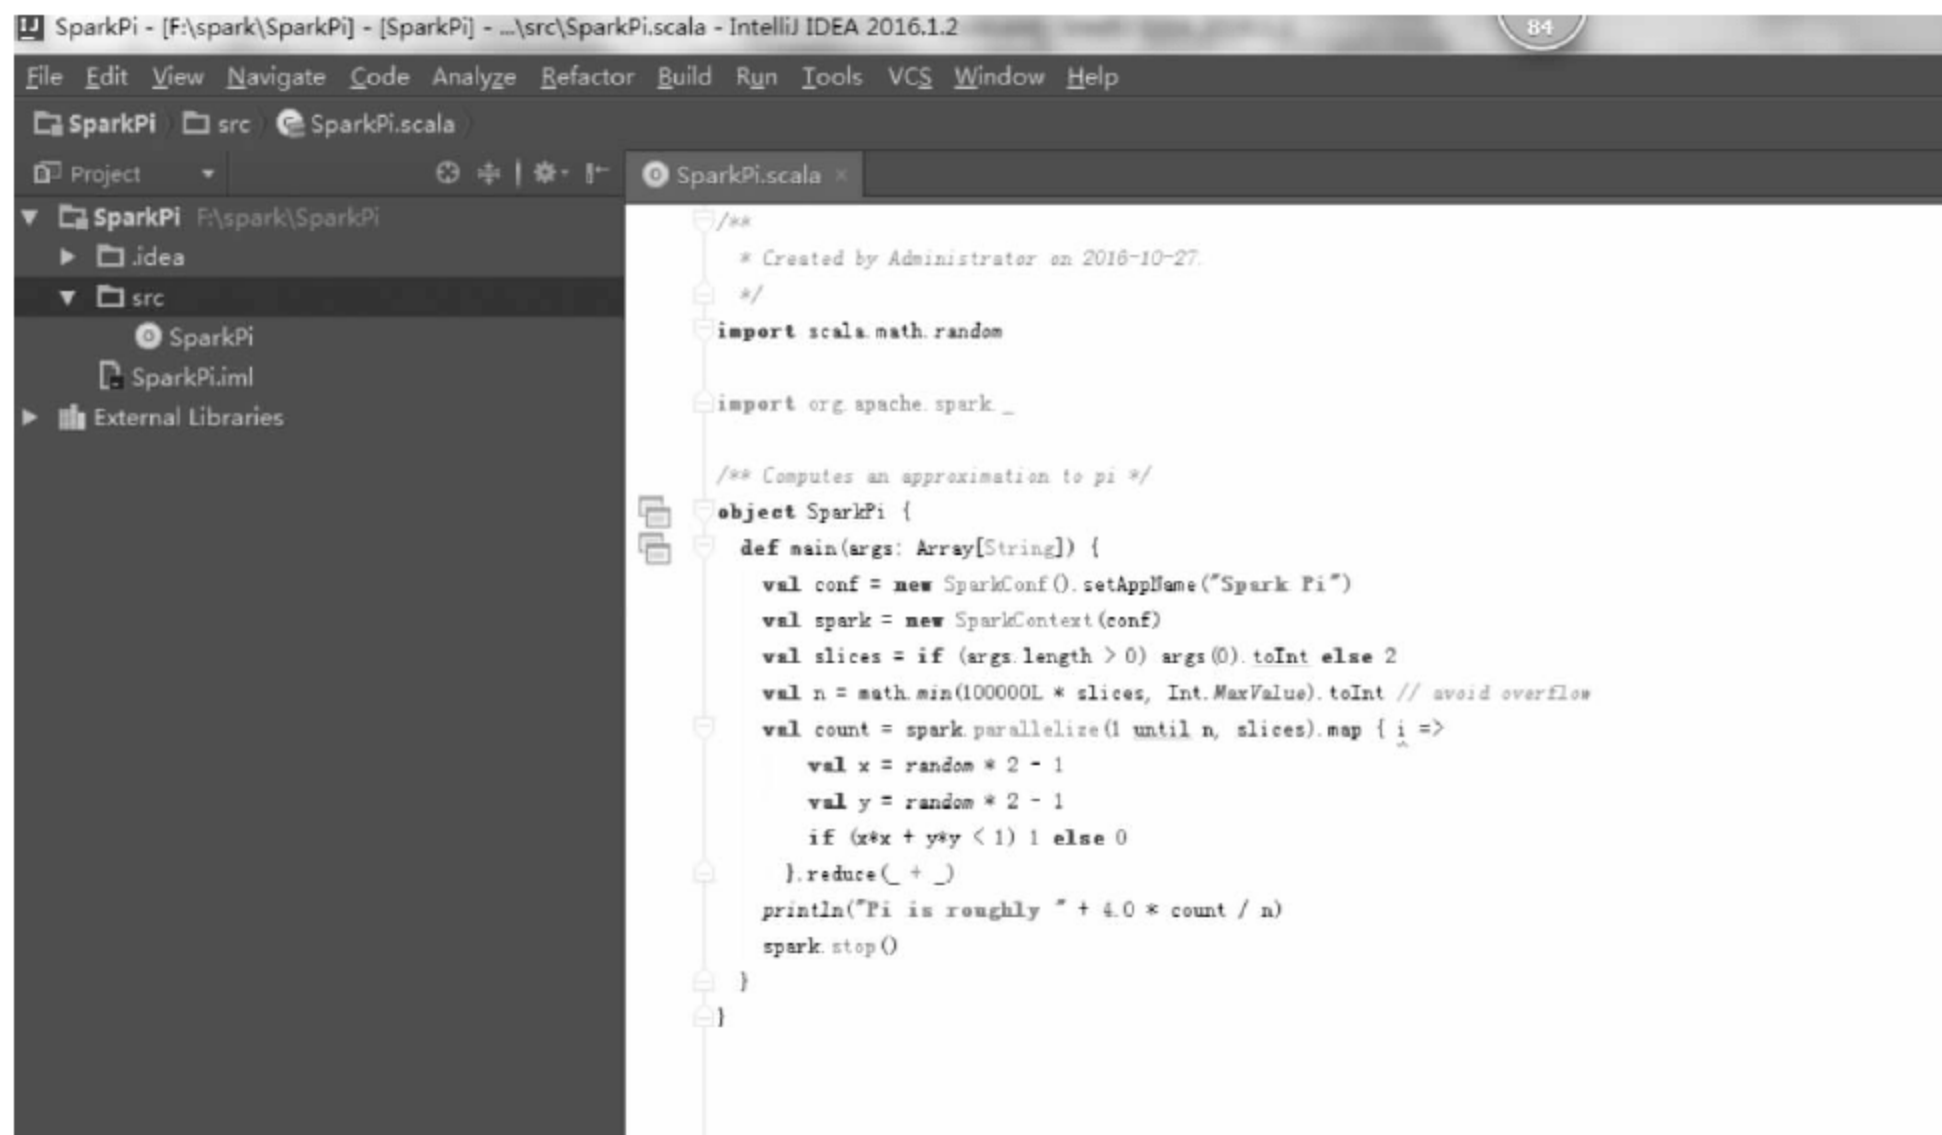 SparkPi - [F:\spark\SparkPi] - [SparkPi] - ...\src\SparkPi.scala - IntelliJ IDEA 2016.1.2
84
File Edit View Navigate Code Analyze Refactor Build Run Tools VCS Window Help
SparkPi src SparkPi.scala
Project
SparkPi.scala
SparkPi F:\spark\SparkPi
.idea
src
SparkPi
SparkPi.iml
External Libraries
/**
* Created by Administrator on 2016-10-27.
*/
import scala.math.random
import org.apache.spark._
/** Computes an approximation to pi */
object SparkPi {
def main(args: Array[String]) {
val conf = new SparkConf().setAppName("Spark Pi")
val spark = new SparkContext(conf)
val slices = if (args.length > 0) args(0).toInt else 2
val n = math.min(100000L * slices, Int.MaxValue).toInt // avoid overflow
val count = spark.parallelize(1 until n, slices).map { i =>
val x = random * 2 - 1
val y = random * 2 - 1
if (x*x + y*y < 1) 1 else 0
}.reduce(_ + _)
println("Pi is roughly " + 4.0 * count / n)
spark.stop()
}
}